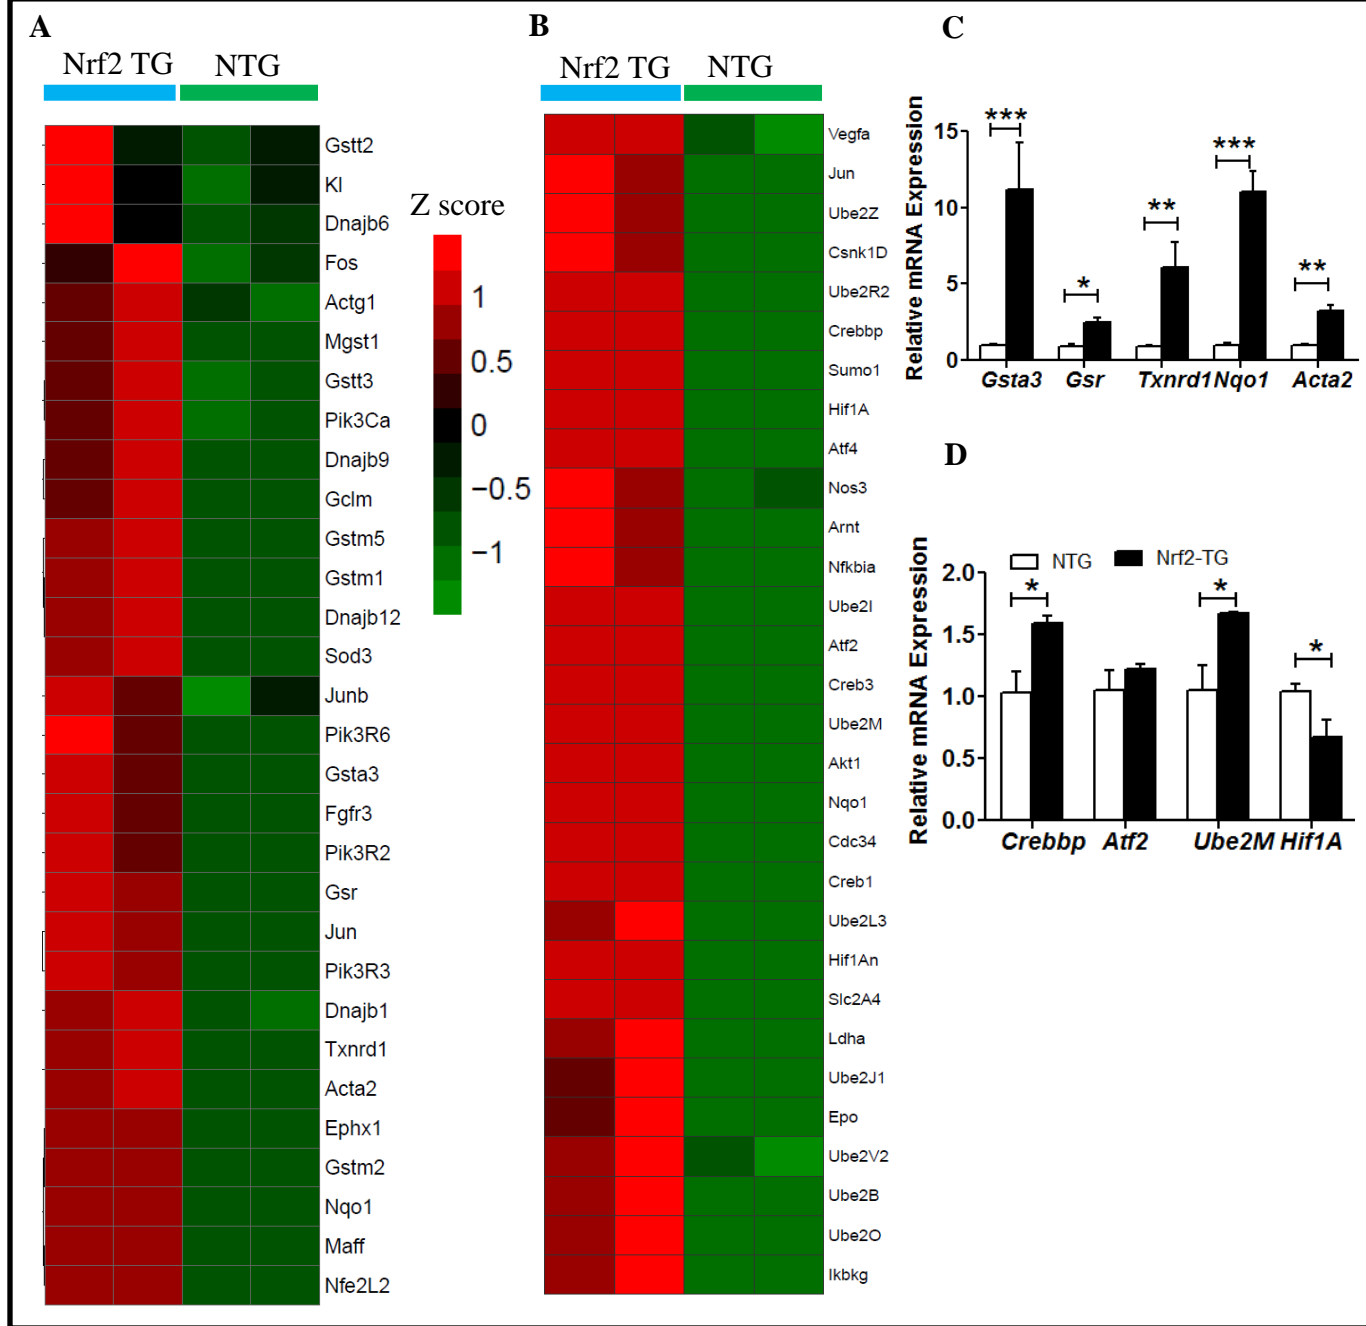 A
Nrf2 TG NTG
Gstt2
Kl
Dnajb6
Fos
Actg1
Mgst1
Gstt3
Pik3Ca
Dnajb9
Gclm
Gstm5
Gstm1
Dnajb12
Sod3
Junb
Pik3R6
Gsta3
Fgfr3
Pik3R2
Gsr
Jun
Pik3R3
Dnajb1
Txnrd1
Acta2
Ephx1
Gstm2
Nqo1
Maff
Nfe2L2
Z score
1
0.5
0
−0.5
−1
B
Nrf2 TG NTG
Vegfa
Jun
Ube2Z
Csnk1D
Ube2R2
Crebbp
Sumo1
Hif1A
Atf4
Nos3
Arnt
Nfkbia
Ube2I
Atf2
Creb3
Ube2M
Akt1
Nqo1
Cdc34
Creb1
Ube2L3
Hif1An
Slc2A4
Ldha
Ube2J1
Epo
Ube2V2
Ube2B
Ube2O
Ikbkg
C
Relative mRNA Expression
15
10
5
0
*** * ** *** **
Gsta3 Gsr Txnrd1 Nqo1 Acta2
D
NTG Nrf2-TG
Relative mRNA Expression
2.0
1.5
1.0
0.5
0.0
* * *
Crebbp Atf2 Ube2M Hif1A